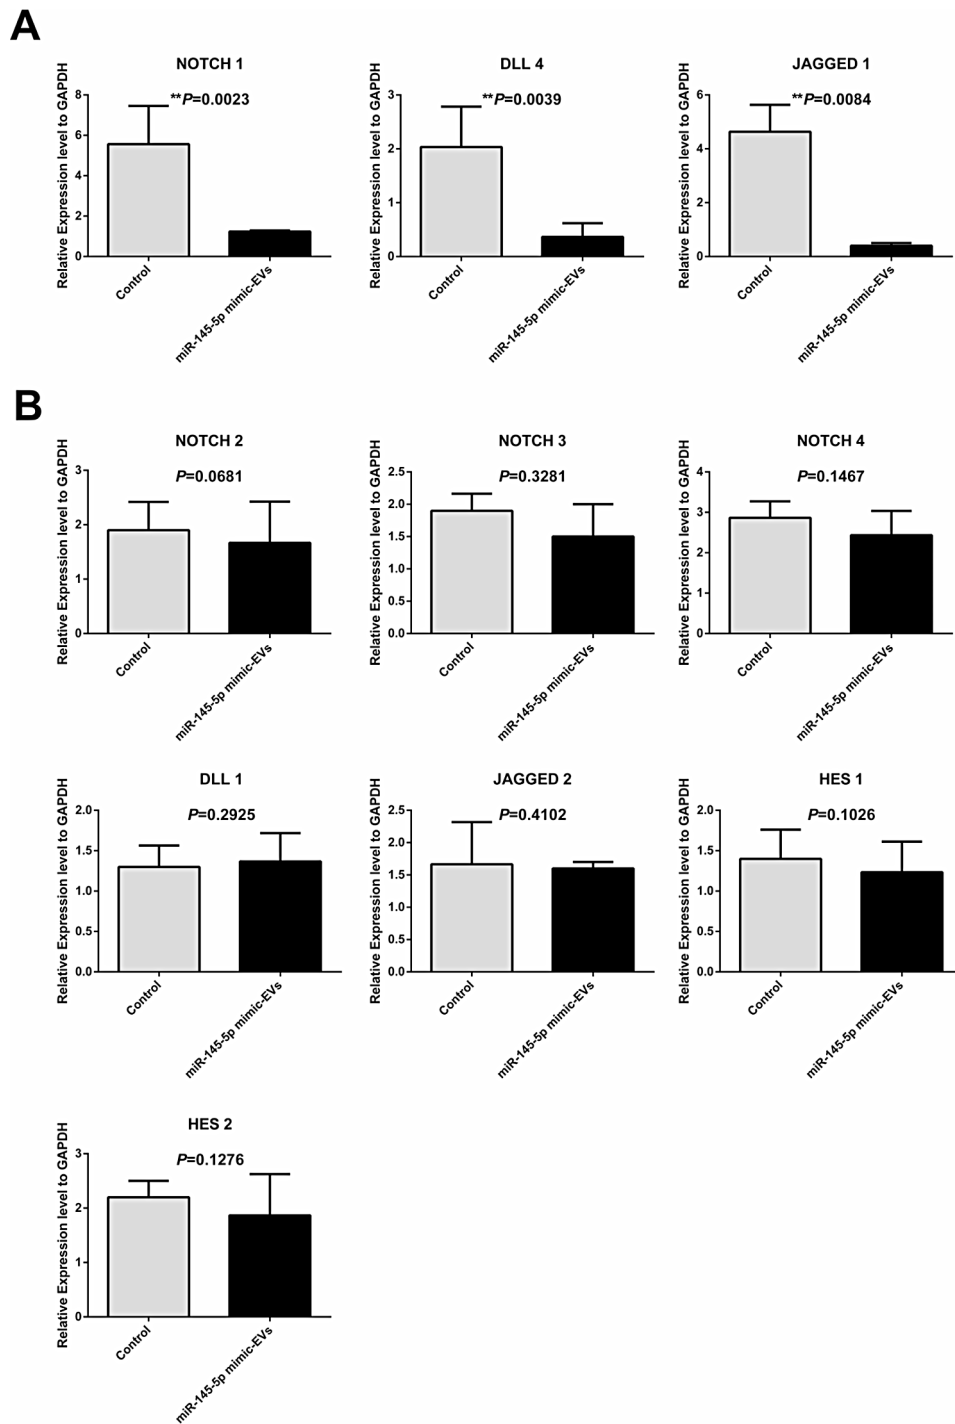 A
NOTCH 1
**P=0.0023
Relative Expression level to GAPDH
8
6
4
2
0
Control
miR-145-5p mimic-EVs
DLL 4
**P=0.0039
Relative Expression level to GAPDH
3
2
1
0
Control
miR-145-5p mimic-EVs
JAGGED 1
**P=0.0084
Relative Expression level to GAPDH
6
4
2
0
Control
miR-145-5p mimic-EVs
B
NOTCH 2
P=0.0681
Relative Expression level to GAPDH
3
2
1
0
Control
miR-145-5p mimic-EVs
NOTCH 3
P=0.3281
Relative Expression level to GAPDH
2.5
2.0
1.5
1.0
0.5
0.0
Control
miR-145-5p mimic-EVs
NOTCH 4
P=0.1467
Relative Expression level to GAPDH
4
3
2
1
0
Control
miR-145-5p mimic-EVs
DLL 1
P=0.2925
Relative Expression level to GAPDH
2.0
1.5
1.0
0.5
0.0
Control
miR-145-5p mimic-EVs
JAGGED 2
P=0.4102
Relative Expression level to GAPDH
2.5
2.0
1.5
1.0
0.5
0.0
Control
miR-145-5p mimic-EVs
HES 1
P=0.1026
Relative Expression level to GAPDH
2.0
1.5
1.0
0.5
0.0
Control
miR-145-5p mimic-EVs
HES 2
P=0.1276
Relative Expression level to GAPDH
3
2
1
0
Control
miR-145-5p mimic-EVs